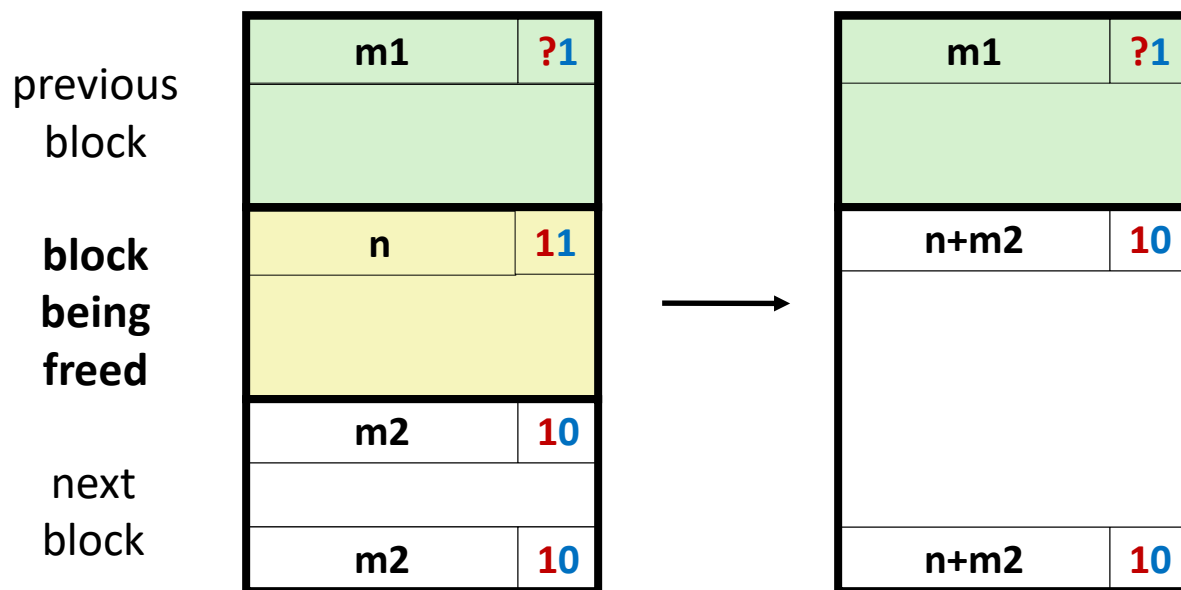 previous
block
m1 ?1
block
being
freed
n 11
next
block
m2 10
m2 10
m1 ?1
n+m2 10
n+m2 10